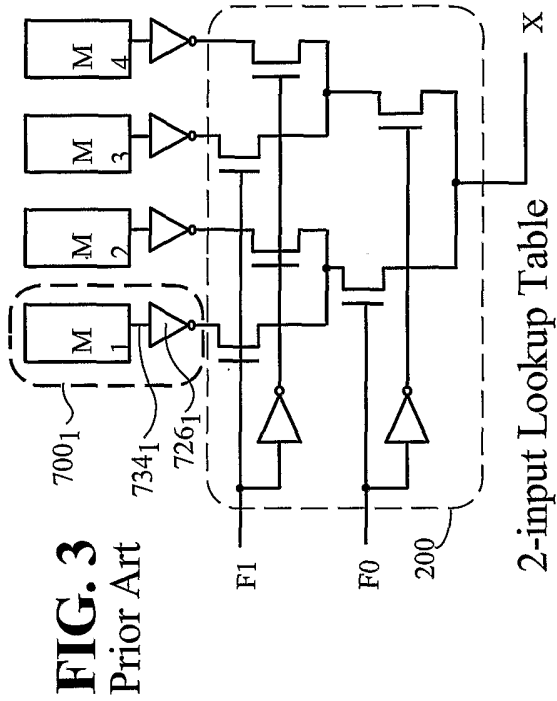 FIG. 3
Prior Art
700₁
734₁
726₁
M
1
M
2
M
3
M
4
F1
F0
200
X
2-input Lookup Table